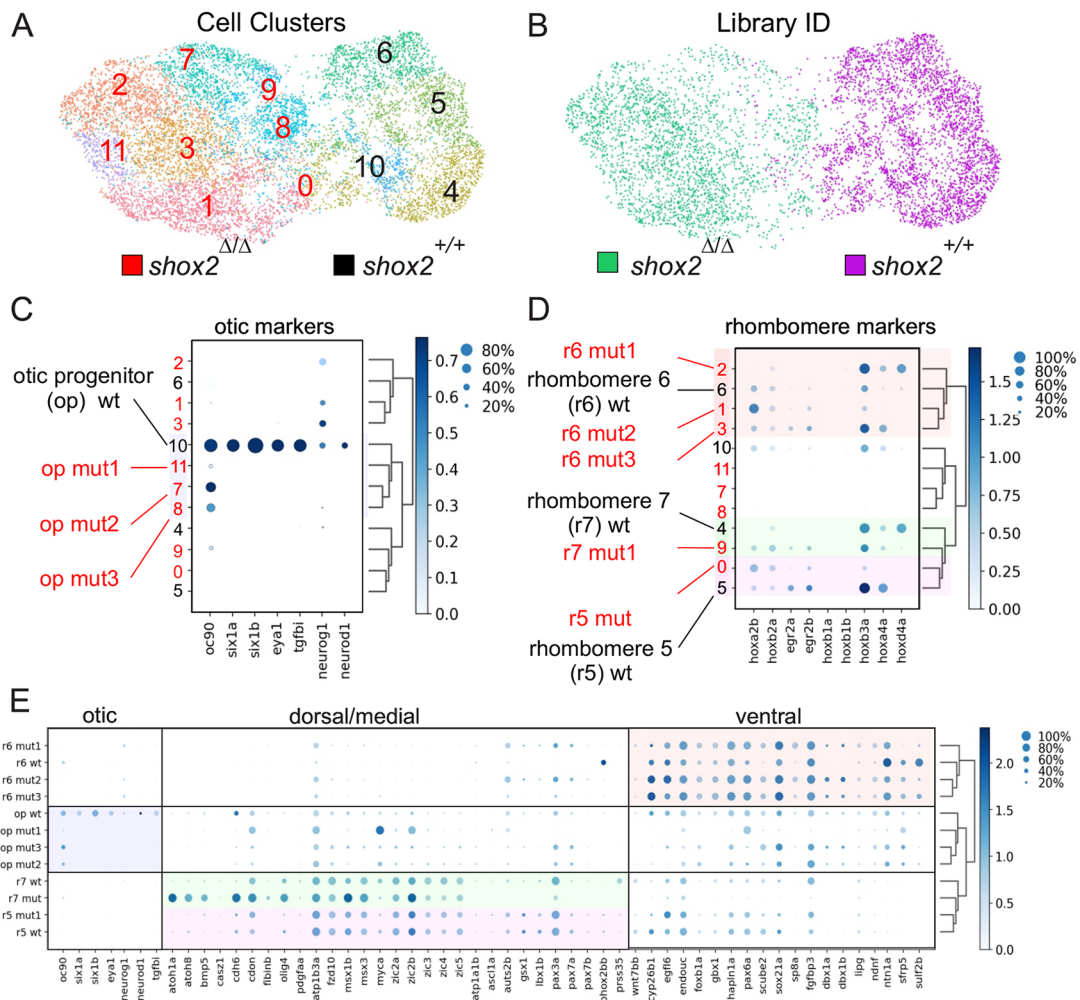 A
Cell Clusters
7
6
2
9
5
8
11
3
10
0
4
1
shox2 Δ/Δ
shox2 +/+
B
Library ID
shox2 Δ/Δ
shox2 +/+
C
otic markers
otic progenitor
(op) wt
op mut1
op mut2
op mut3
2
6
1
3
10
11
7
8
4
9
0
5
oc90
six1a
six1b
eya1
tgfbi
neurog1
neurod1
0.7
0.6
0.5
0.4
0.3
0.2
0.1
0.0
80%
60%
40%
20%
D
rhombomere markers
r6 mut1
rhombomere 6
(r6) wt
r6 mut2
r6 mut3
rhombomere 7
(r7) wt
r7 mut1
r5 mut
rhombomere 5
(r5) wt
2
6
1
3
10
11
7
8
4
9
0
5
hoxa2b
hoxb2a
egr2a
egr2b
hoxb1a
hoxb1b
hoxb3a
hoxa4a
hoxd4a
1.5
1.25
1.00
0.75
0.50
0.25
0.00
100%
80%
60%
40%
20%
E
otic
dorsal/medial
ventral
r6 mut1
r6 wt
r6 mut2
r6 mut3
op wt
op mut1
op mut3
op mut2
r7 wt
r7 mut
r5 mut1
r5 wt
oc90
six1a
six1b
eya1
neurog1
neurod1
tgfbi
atoh1a
atoh8
bmp5
casz1
cdh6
cdon
fibinb
olig4
pdgfaa
atp1b3a
fzd10
msx1b
msx3
myca
zic2a
zic2b
zic3
zic4
zic5
atp1a1b
ascl1a
auts2b
gsx1
lbx1b
pax3a
pax7a
pax7b
phox2bb
prss35
wnt7bb
cyp26b1
egfl6
endouc
foxb1a
gbx1
hapln1a
pax6a
scube2
sox21a
sp8a
fgfbp3
dbx1a
dbx1b
lipg
ndnf
ntn1a
sfrp5
sulf2b
2.0
1.5
1.0
0.5
0.0
100%
80%
60%
40%
20%